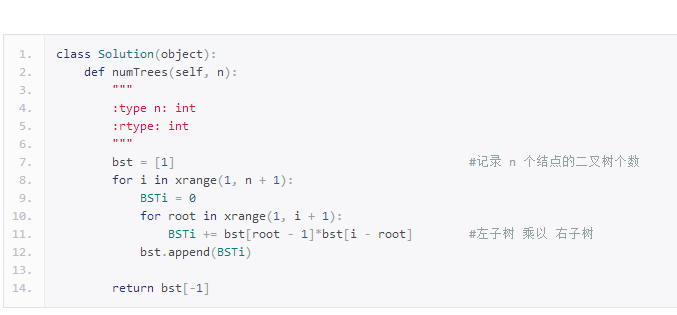 1. class Solution(object):
2.     def numTrees(self, n):
3.         """
4.         :type n: int
5.         :rtype: int
6.         """
7.         bst = [1]                                         #记录 n 个结点的二叉树个数
8.         for i in xrange(1, n + 1):
9.             BSTi = 0
10.             for root in xrange(1, i + 1):
11.                 BSTi += bst[root - 1]*bst[i - root]        #左子树 乘以 右子树
12.             bst.append(BSTi)
13.
14.         return bst[-1]